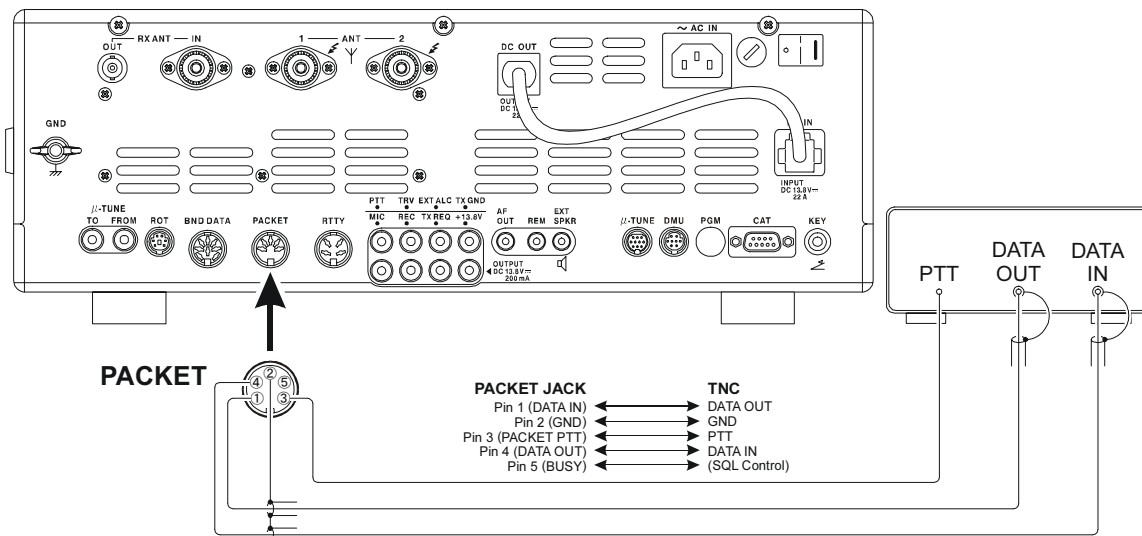 ~ AC IN
RX ANT
OUT
IN
1
ANT
2
DC OUT
GND
IN
INPUT
DC 13.8V
22 A
µ-TUNE
TO FROM
ROT
BND DATA
PACKET
RTTY
PTT TRV EXT ALC TX GND
MIC REC TX REQ +13.8V
OUTPUT
DC 13.8V
200 mA
AF
OUT
REM
EXT
SPKR
µ-TUNE
DMU
PGM
CAT
KEY
PTT
DATA
OUT
DATA
IN
PACKET
4 2 5
1 3
PACKET JACK TNC
Pin 1 (DATA IN) DATA OUT
Pin 2 (GND) GND
Pin 3 (PACKET PTT) PTT
Pin 4 (DATA OUT) DATA IN
Pin 5 (BUSY) (SQL Control)